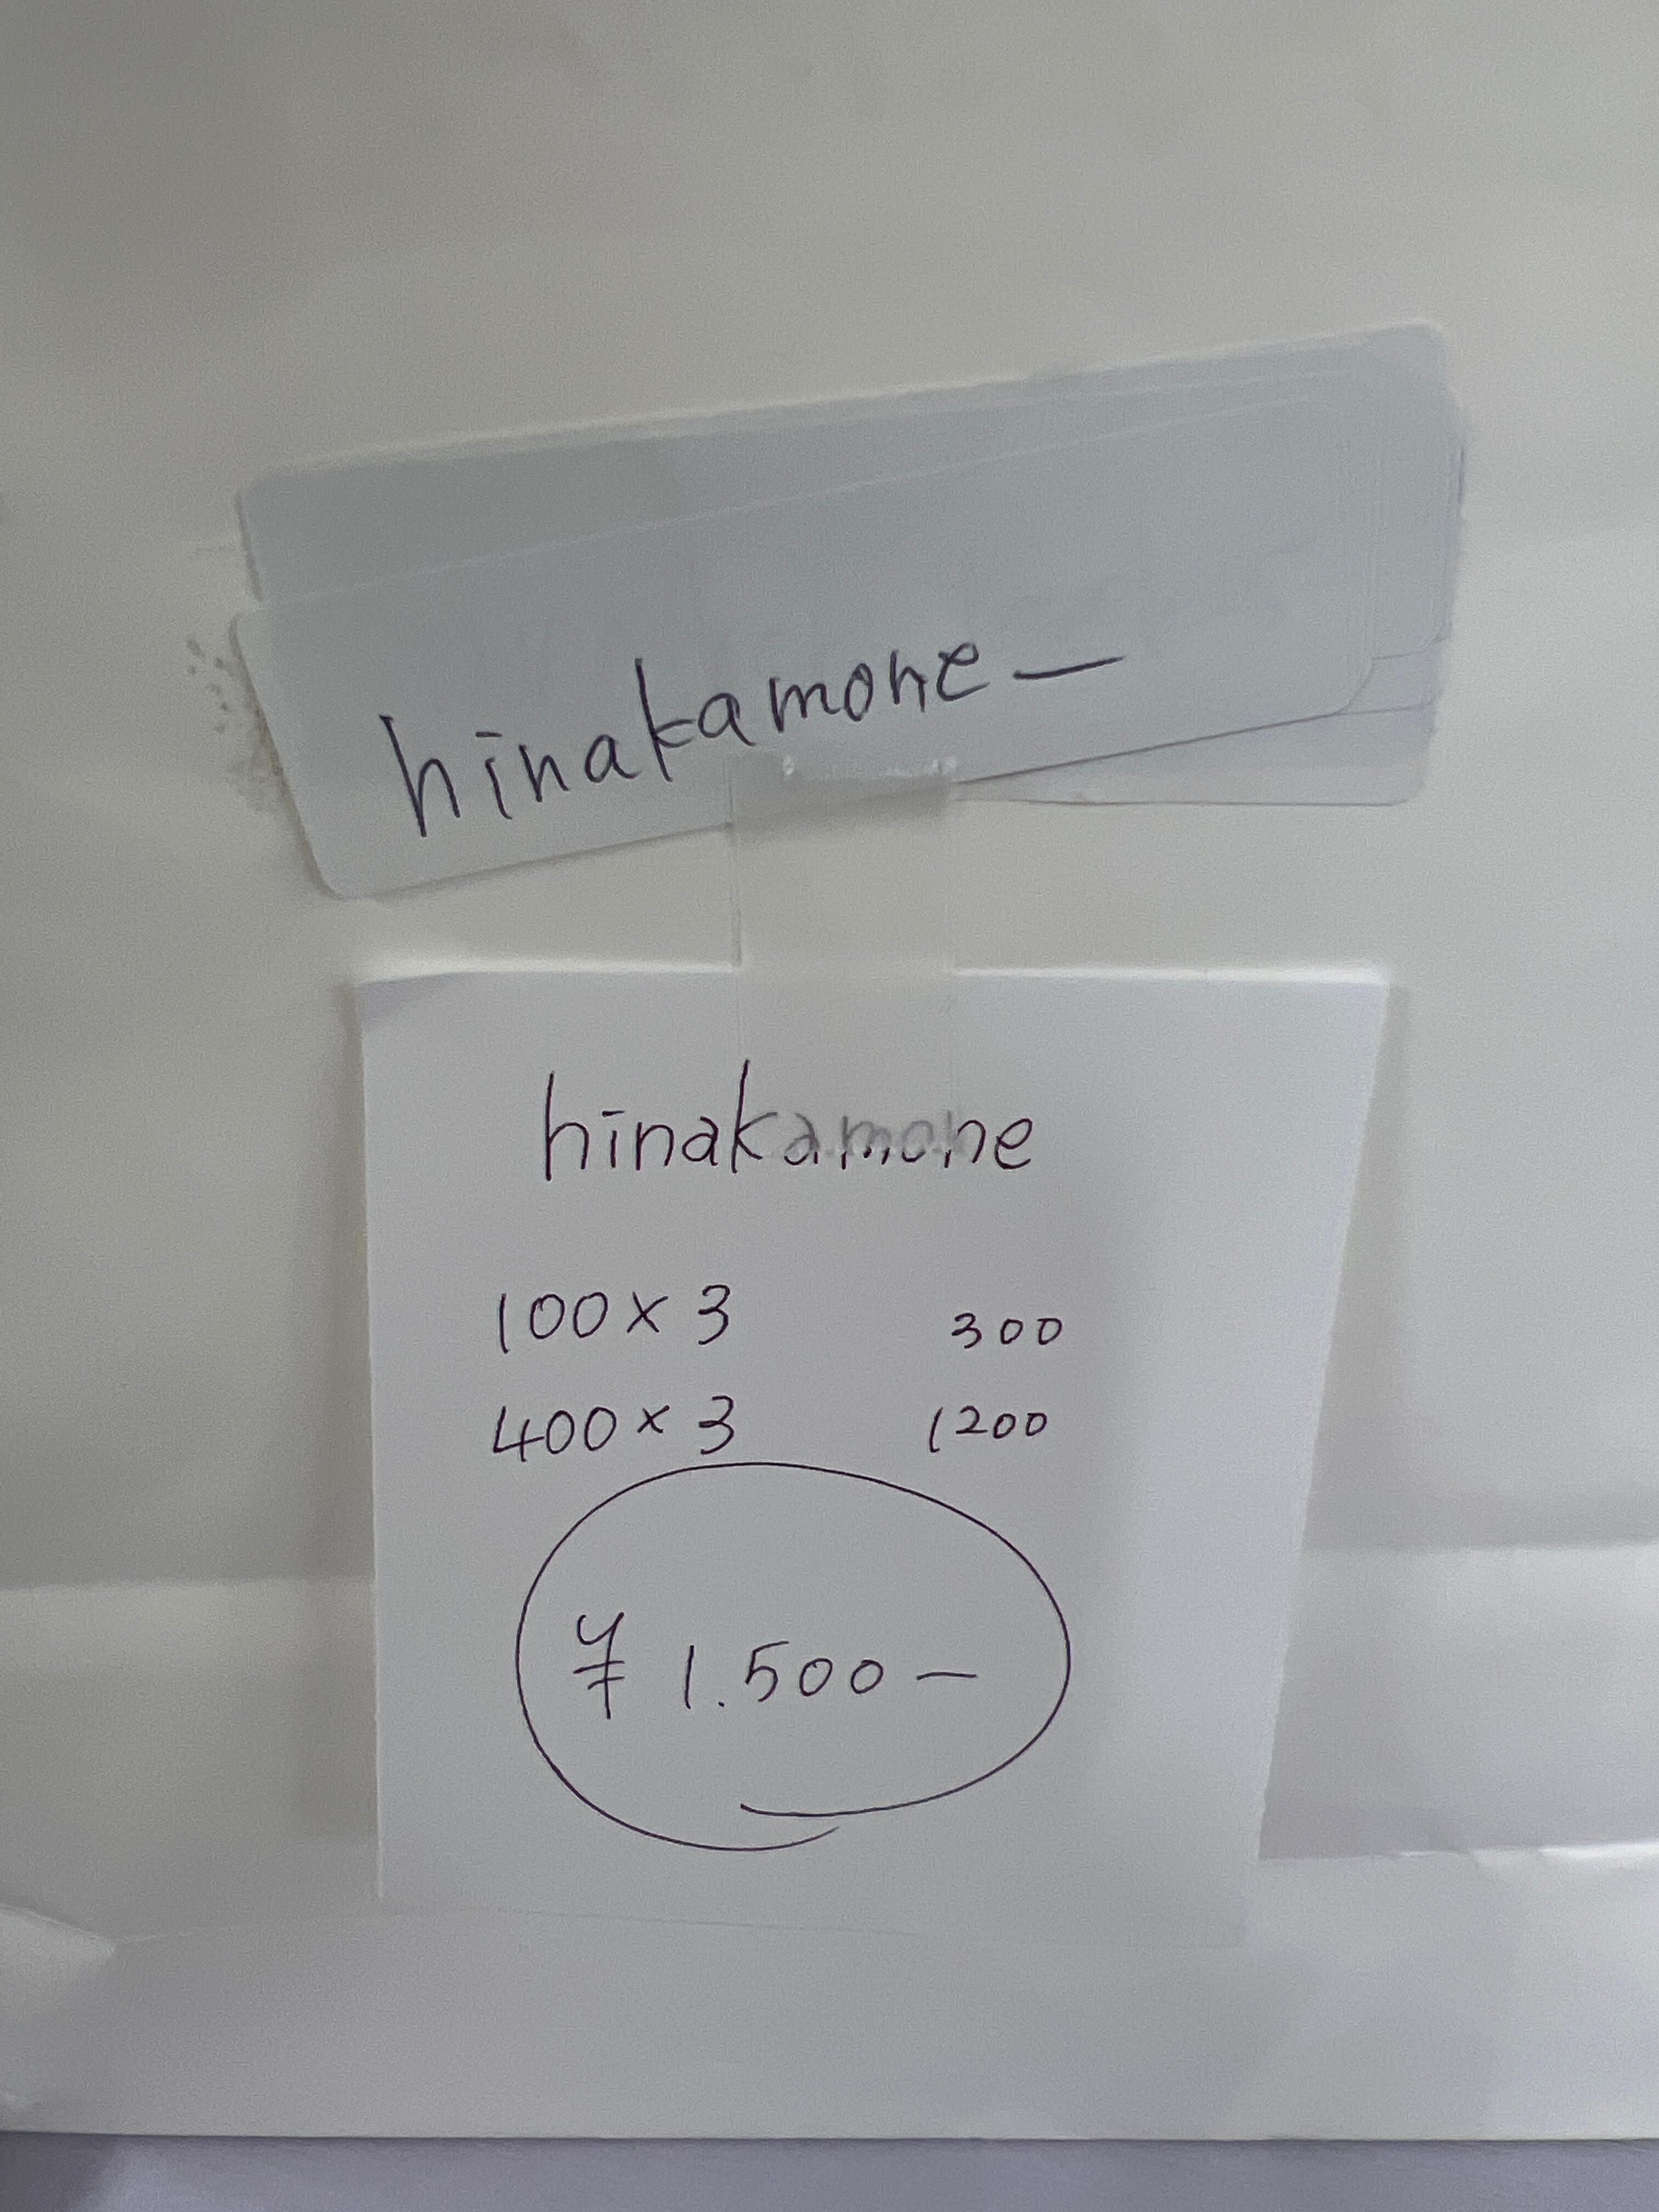 hinakamone —
hinakamone
100 × 3 300
400 × 3 1200
¥ 1.500 —